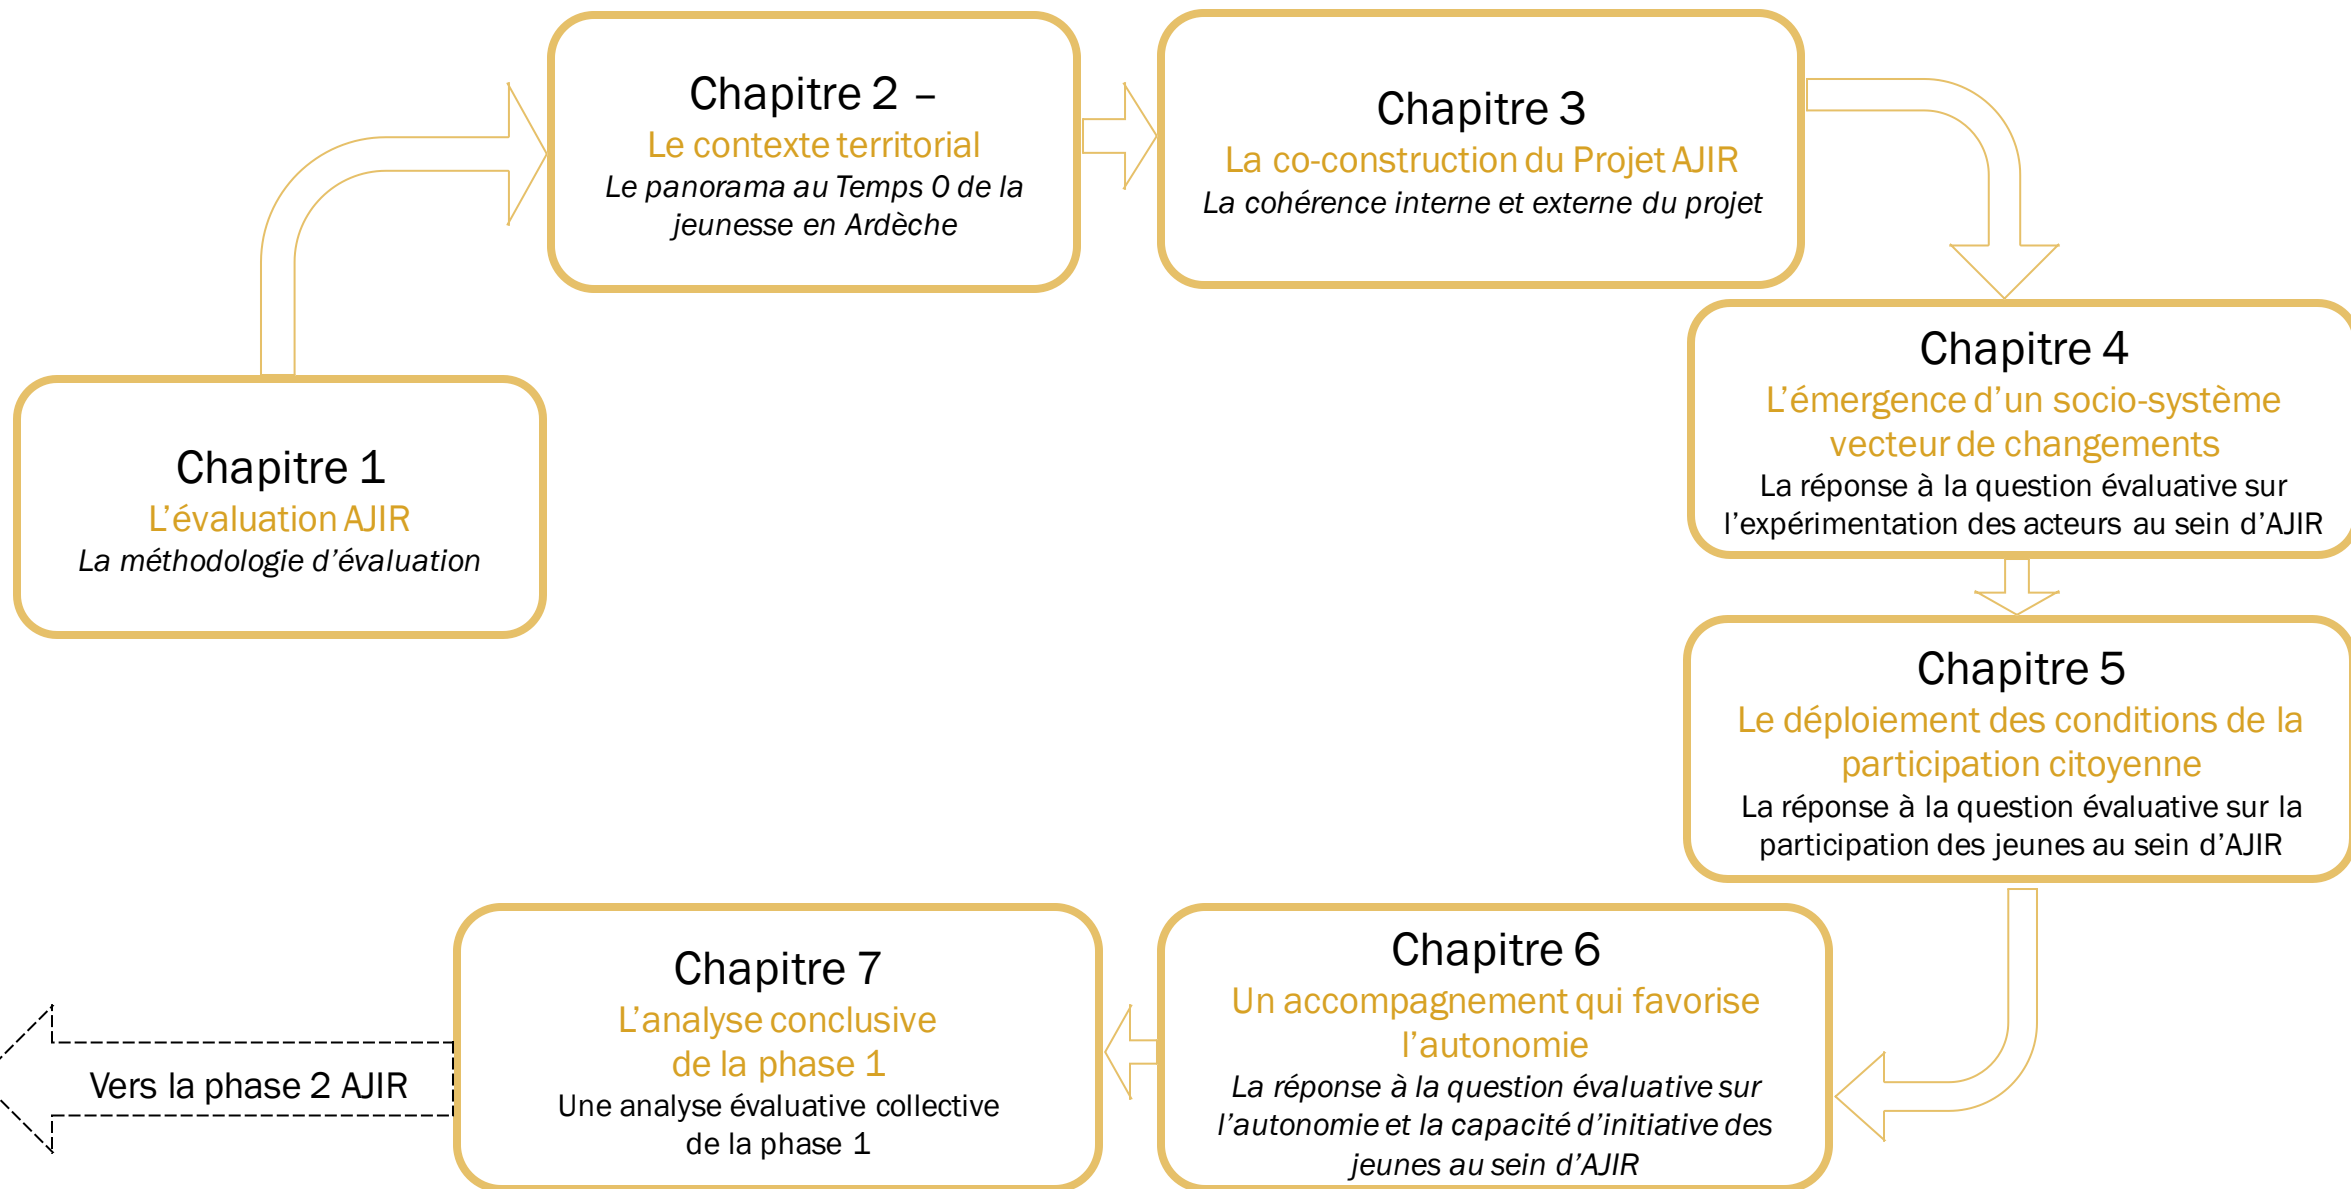 Chapitre 1
L’évaluation AJIR
La méthodologie d’évaluation
Chapitre 2 –
Le contexte territorial
Le panorama au Temps 0 de la
jeunesse en Ardèche
Chapitre 3
La co-construction du Projet AJIR
La cohérence interne et externe du projet
Chapitre 4
L’émergence d’un socio-système
vecteur de changements
La réponse à la question évaluative sur
l’expérimentation des acteurs au sein d’AJIR
Chapitre 5
Le déploiement des conditions de la
participation citoyenne
La réponse à la question évaluative sur la
participation des jeunes au sein d’AJIR
Chapitre 6
Un accompagnement qui favorise
l’autonomie
La réponse à la question évaluative sur
l’autonomie et la capacité d’initiative des
jeunes au sein d’AJIR
Chapitre 7
L’analyse conclusive
de la phase 1
Une analyse évaluative collective
de la phase 1
Vers la phase 2 AJIR